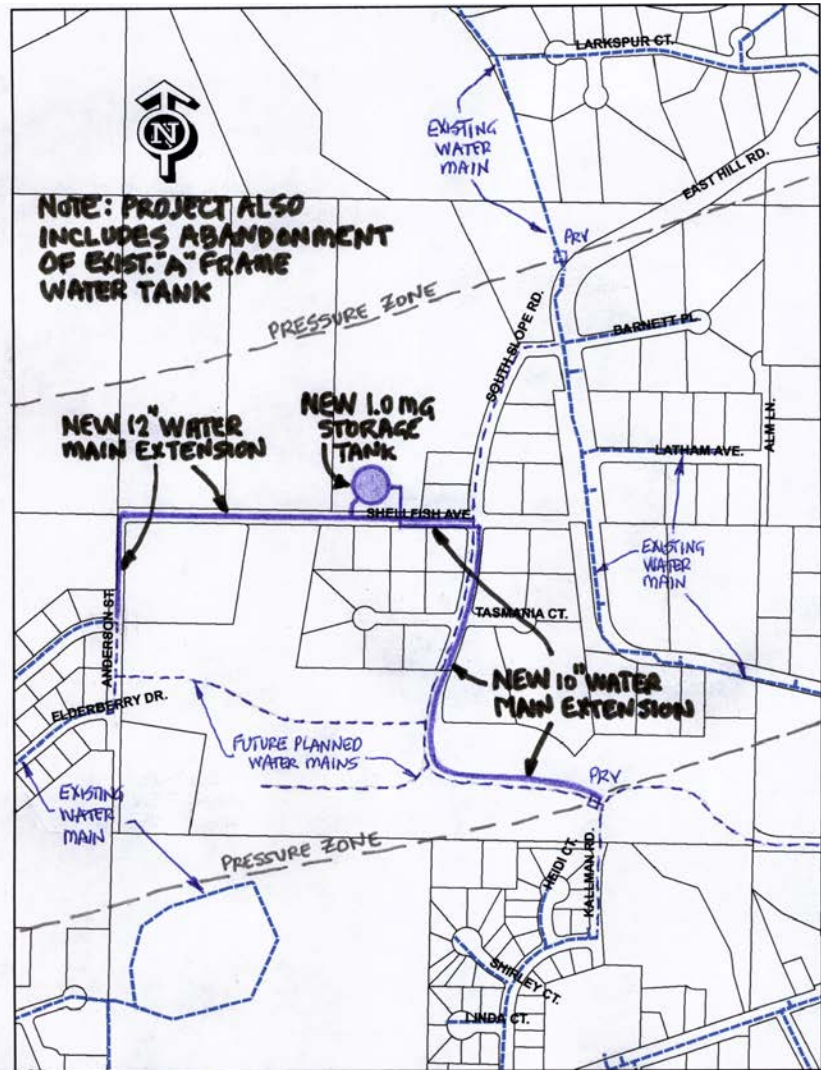 LARKSPUR CT.
EXISTING
WATER
MAIN
N
EAST HILL RD.
NOTE: PROJECT ALSO
INCLUDES ABANDONMENT
OF EXIST. "A" FRAME
WATER TANK
PRV
PRESSURE ZONE
SOUTH SLOPE RD.
BARNETT PL.
NEW 12" WATER
MAIN EXTENSION
NEW 1.0 MG
STORAGE
TANK
LATHAM AVE.
ALM LN.
SHELLFISH AVE
EXISTING
WATER
MAIN
ANDERSON ST.
TASMANIA CT.
NEW 10" WATER
MAIN EXTENSION
ELDERBERRY DR.
FUTURE PLANNED
WATER MAINS
PRV
EXISTING
WATER
MAIN
PRESSURE ZONE
HEIDI CT.
KALLMAN RD.
SHIRLEY CT.
LINDA CT.